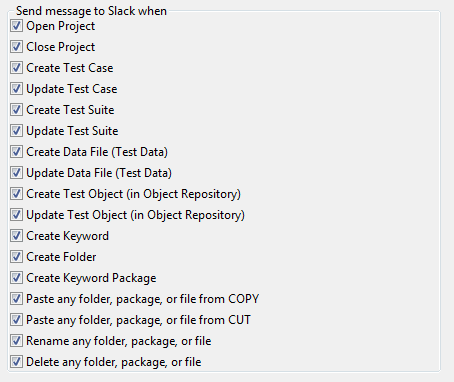 Send message to Slack when
Open Project
Close Project
Create Test Case
Update Test Case
Create Test Suite
Update Test Suite
Create Data File (Test Data)
Update Data File (Test Data)
Create Test Object (in Object Repository)
Update Test Object (in Object Repository)
Create Keyword
Create Folder
Create Keyword Package
Paste any folder, package, or file from COPY
Paste any folder, package, or file from CUT
Rename any folder, package, or file
Delete any folder, package, or file